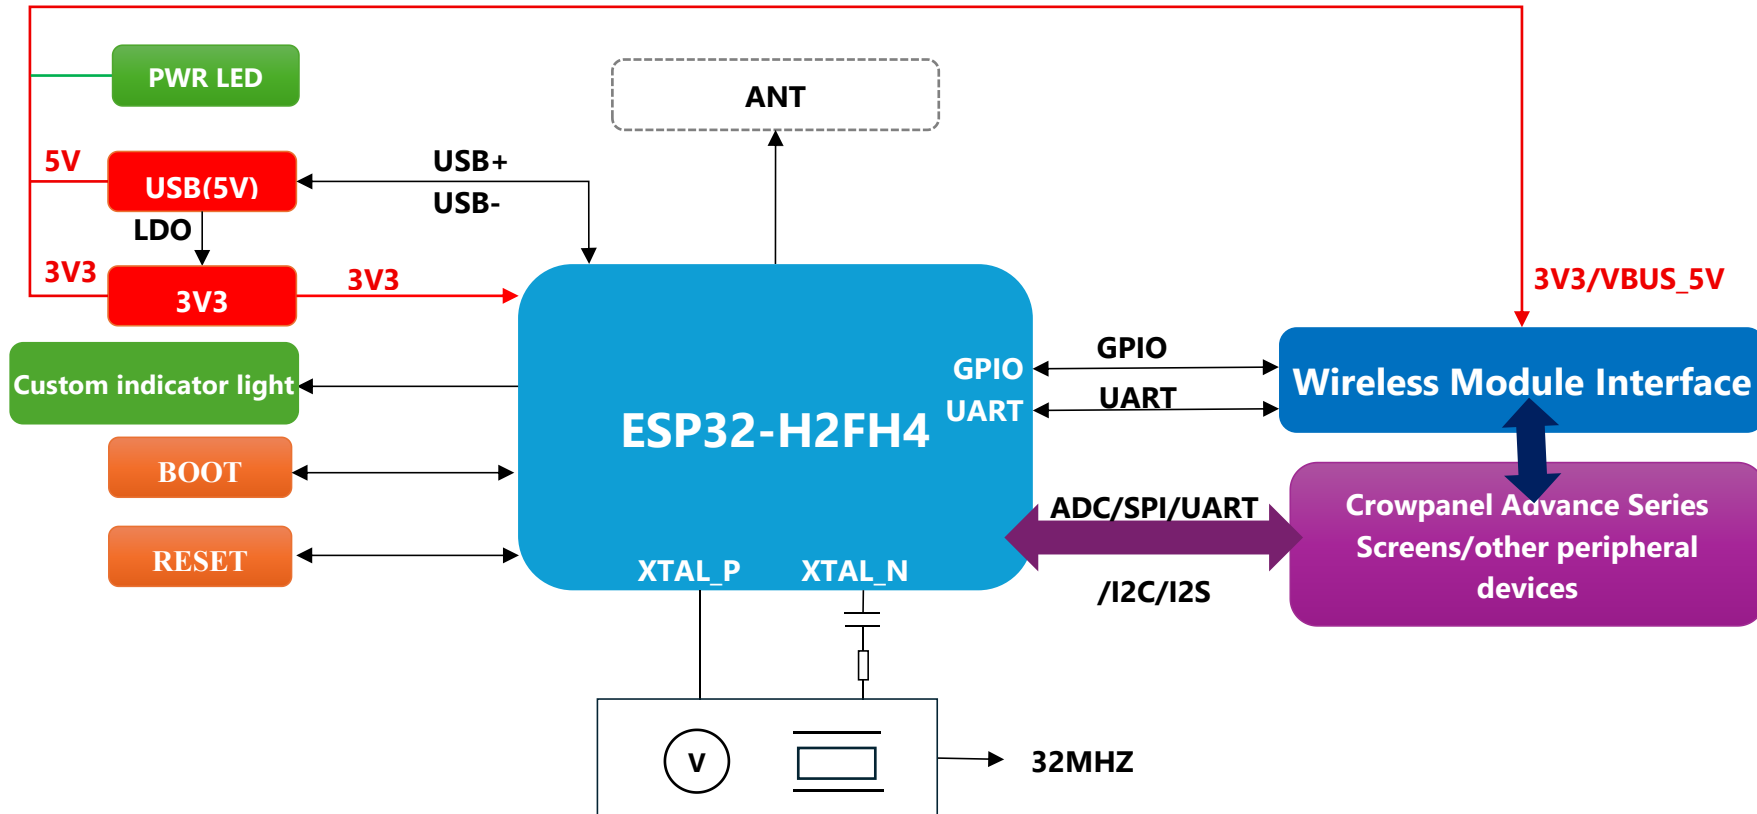 PWR LED
ANT
5V
USB(5V)
USB+
USB-
LDO
3V3
3V3
3V3
3V3/VBUS_5V
Custom indicator light
GPIO
UART
GPIO
UART
Wireless Module Interface
ESP32-H2FH4
BOOT
RESET
ADC/SPI/UART
/I2C/I2S
Crowpanel Advance Series
Screens/other peripheral
devices
XTAL_P
XTAL_N
V
32MHZ